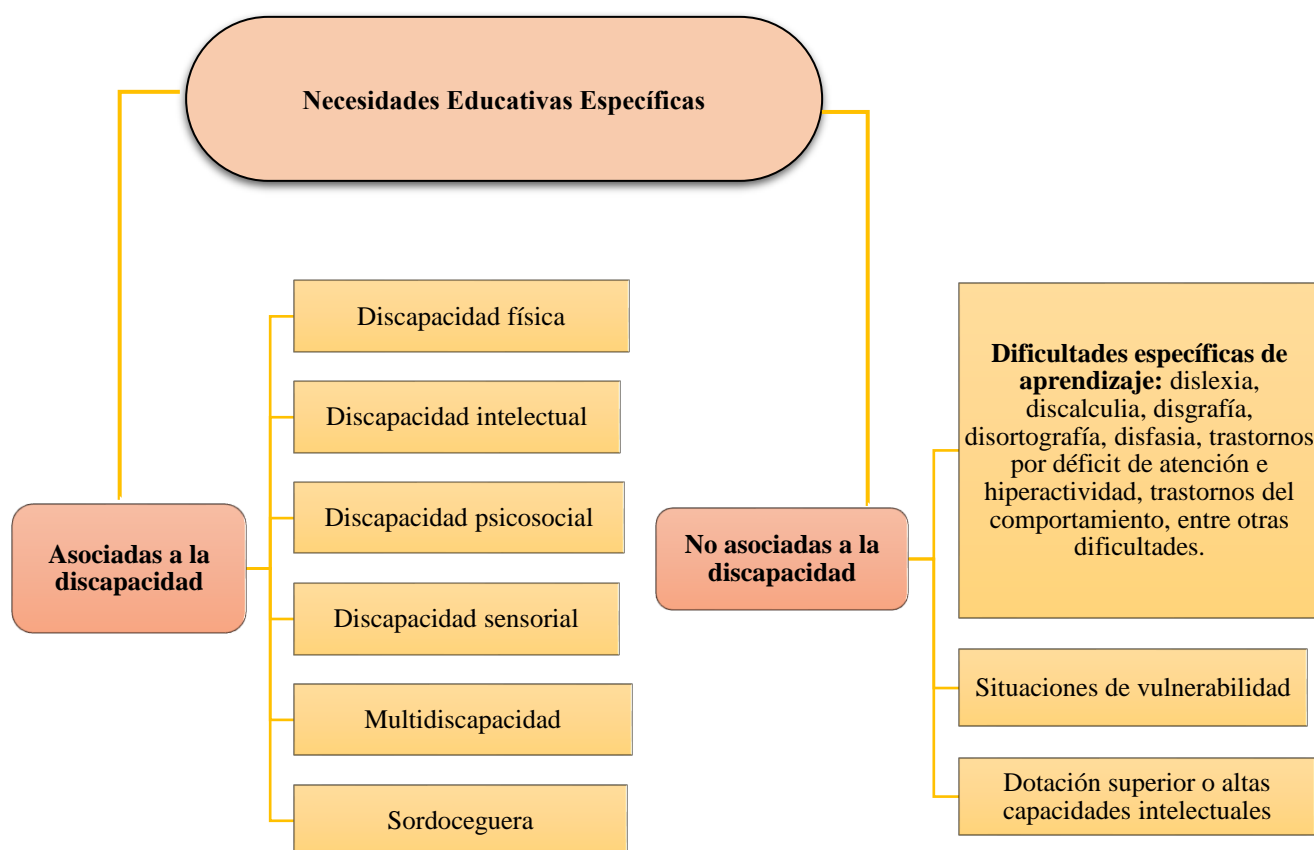 Necesidades Educativas Específicas
Asociadas a la
discapacidad
Discapacidad física
Discapacidad intelectual
Discapacidad psicosocial
Discapacidad sensorial
Multidiscapacidad
Sordoceguera
No asociadas a la
discapacidad
Dificultades específicas de
aprendizaje: dislexia,
discalculia, disgrafía,
disortografía, disfasia, trastornos
por déficit de atención e
hiperactividad, trastornos del
comportamiento, entre otras
dificultades.
Situaciones de vulnerabilidad
Dotación superior o altas
capacidades intelectuales